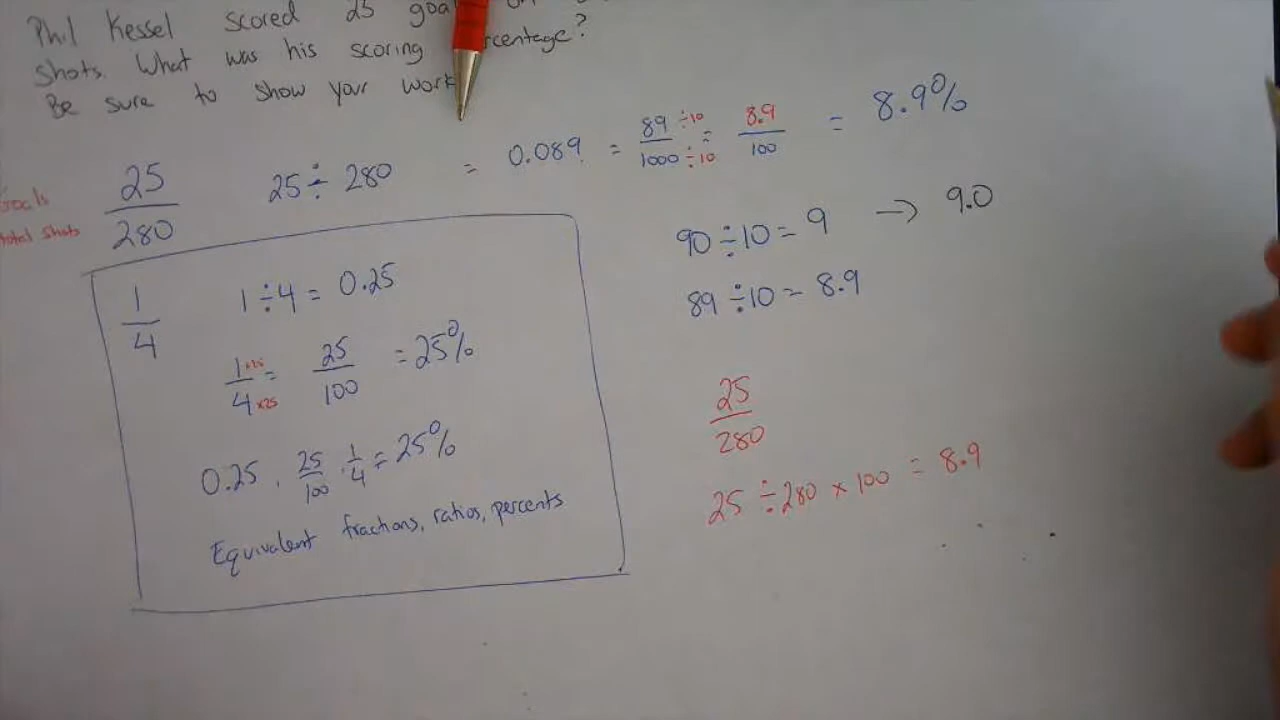 Phil Kessel scored 25 goal on
shots. What was his scoring rcentage?
Be sure to show your work
goals
total shots
25/280 25 ÷ 280 = 0.089 = 89/1000 ÷10/÷10 = 8.9/100 = 8.9%
90 ÷ 10 = 9 → 9.0
89 ÷ 10 = 8.9
1/4 1 ÷ 4 = 0.25
1/4 ×25/×25 = 25/100 = 25%
0.25 . 25/100 . 1/4 = 25%
Equivalent fractions, ratios, percents
25/280
25 ÷ 280 × 100 = 8.9